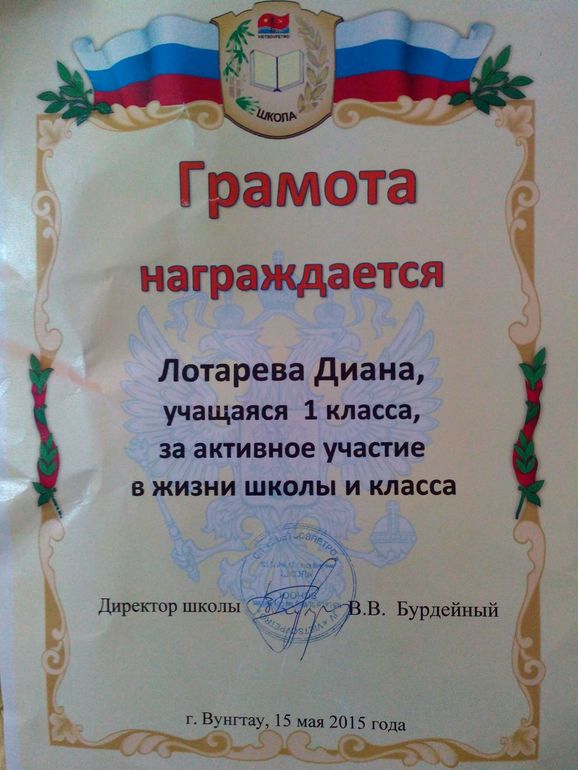 VIETSOVPETRO
ШКОЛА
Грамота
награждается
Лотарева Диана,
учащаяся 1 класса,
за активное участие
в жизни школы и класса
Директор школы В.В. Бурдейный
г. Вунгтау, 15 мая 2015 года